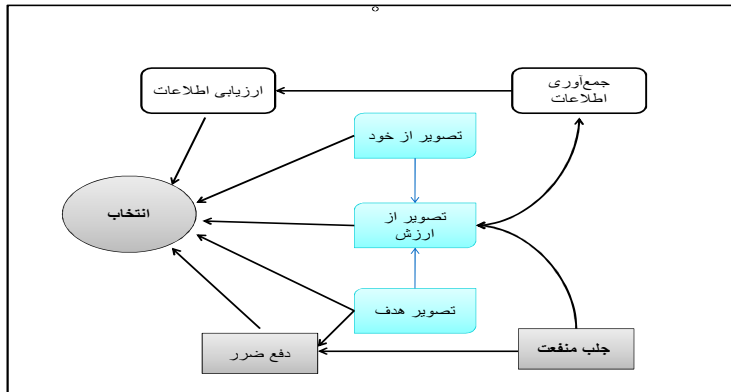 جمع‌آوری
اطلاعات
ارزیابی اطلاعات
تصویر از خود
تصویر از
ارزش
انتخاب
تصویر هدف
جلب منفعت
دفع ضرر